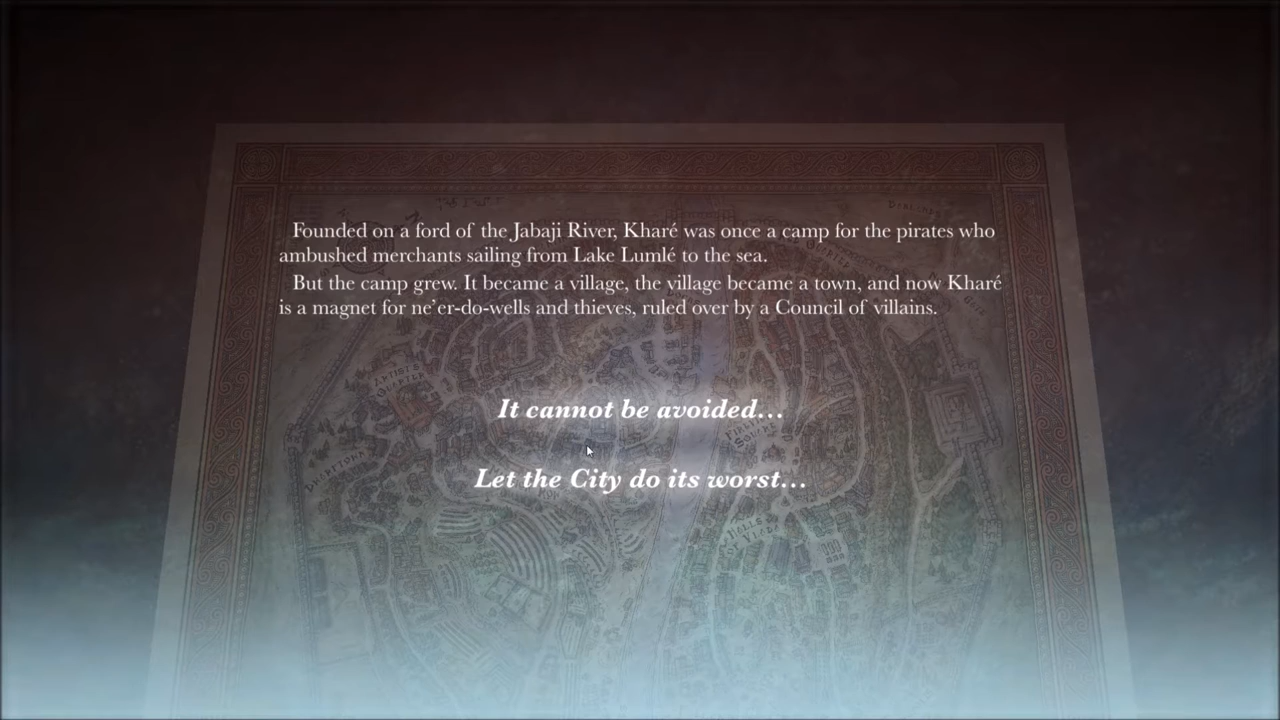 Founded on a ford of the Jabaji River, Kharé was once a camp for the pirates who
ambushed merchants sailing from Lake Lumlé to the sea.
But the camp grew. It became a village, the village became a town, and now Kharé
is a magnet for ne'er-do-wells and thieves, ruled over by a Council of villains.
ARTISTS
QUARTER
It cannot be avoided...
Let the City do its worst...